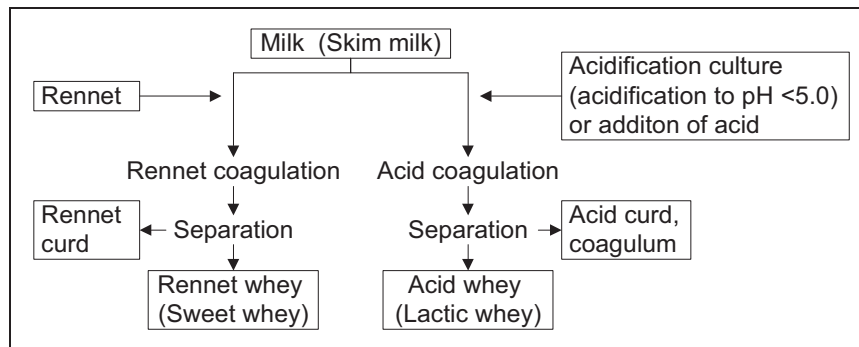 Milk (Skim milk)
Rennet
Acidification culture
(acidification to pH <5.0)
or additon of acid
Rennet coagulation
Acid coagulation
Rennet
curd
Separation
Separation
Acid curd,
coagulum
Rennet whey
(Sweet whey)
Acid whey
(Lactic whey)